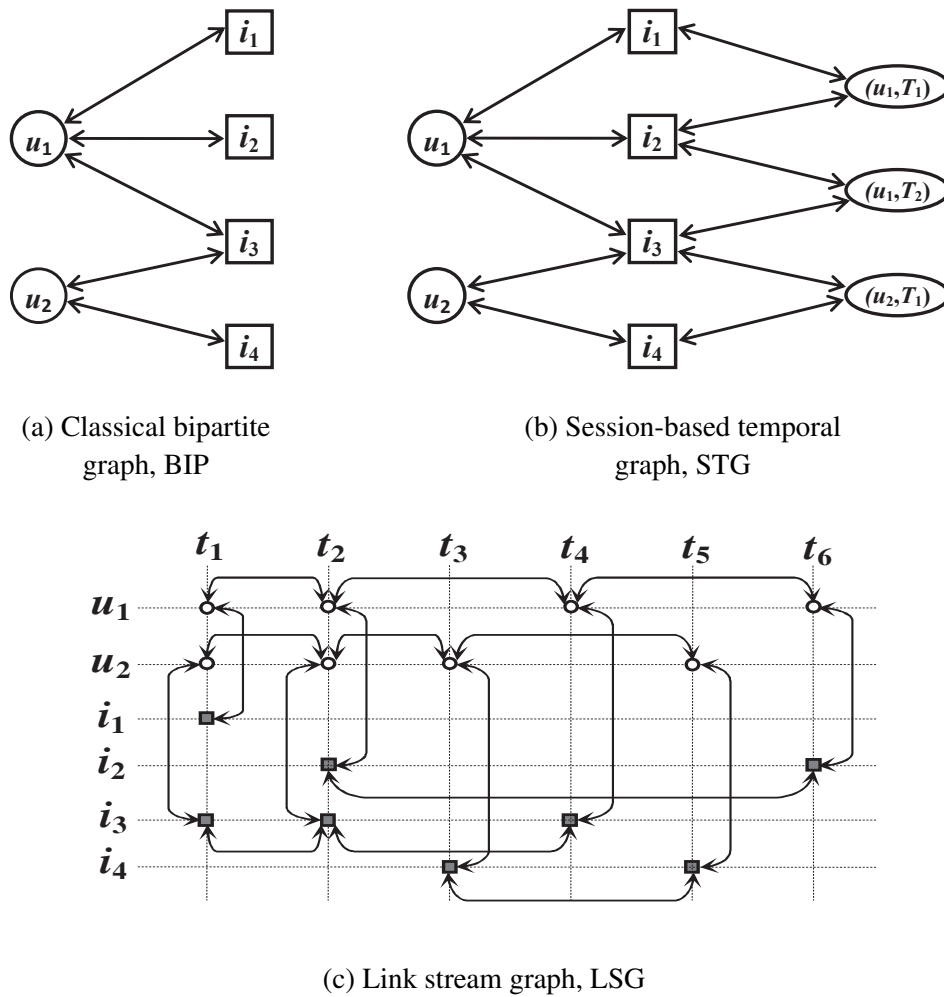 i₁
i₂
u₁
i₃
u₂
i₄
(a) Classical bipartite
graph, BIP
i₁
(u₁,T₁)
u₁
i₂
(u₁,T₂)
i₃
u₂
(u₂,T₁)
i₄
(b) Session-based temporal
graph, STG
t₁ t₂ t₃ t₄ t₅ t₆
u₁
u₂
i₁
i₂
i₃
i₄
(c) Link stream graph, LSG